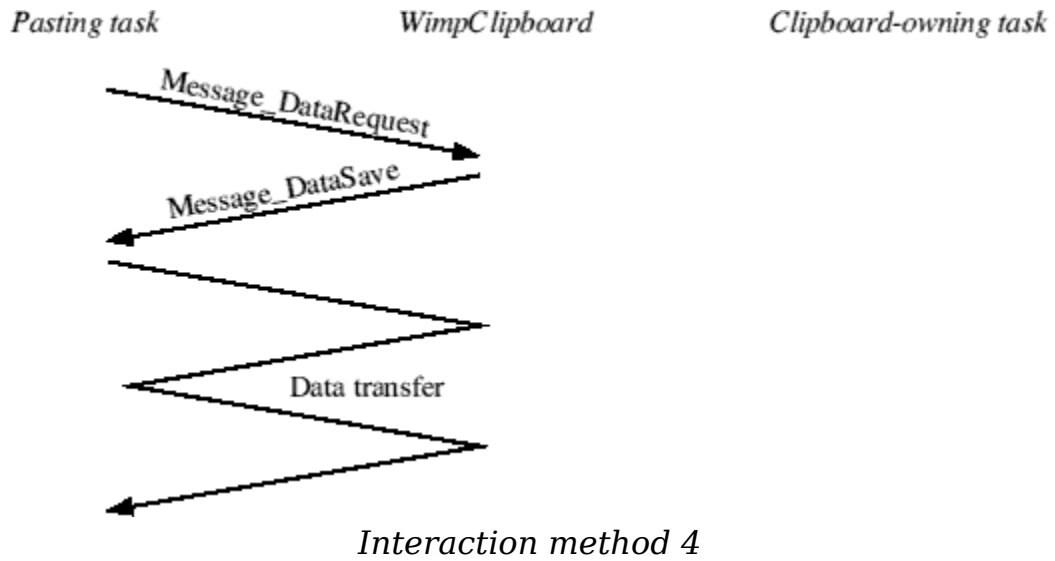 Pasting task
WimpClipboard
Clipboard-owning task
Message_DataRequest
Message_DataSave
Data transfer
Interaction method 4